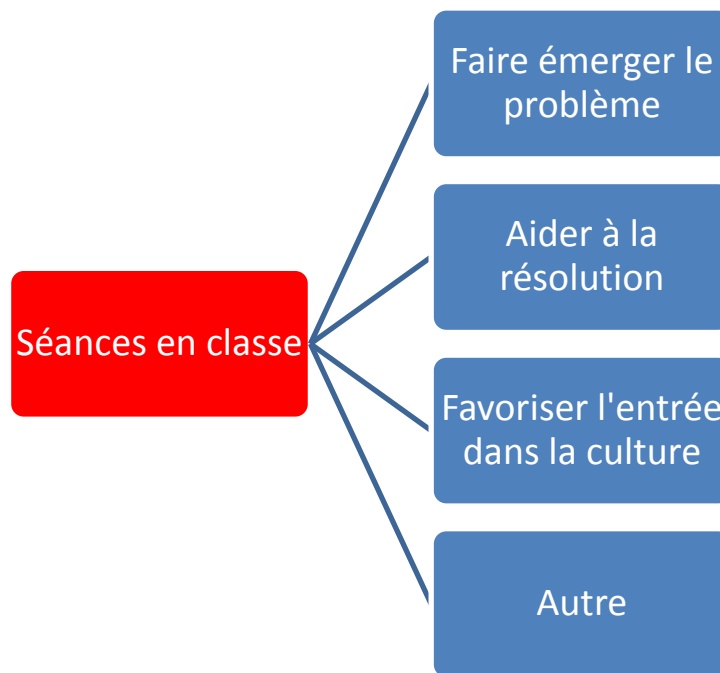 Faire émerger le
problème
Aider à la
résolution
Séances en classe
Favoriser l'entrée
dans la culture
Autre